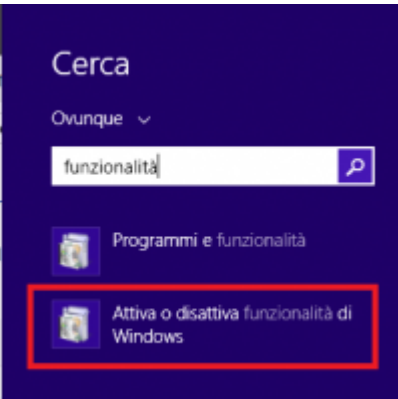 Cerca
Ovunque
funzionalità
Programmi e funzionalità
Attiva o disattiva funzionalità di
Windows